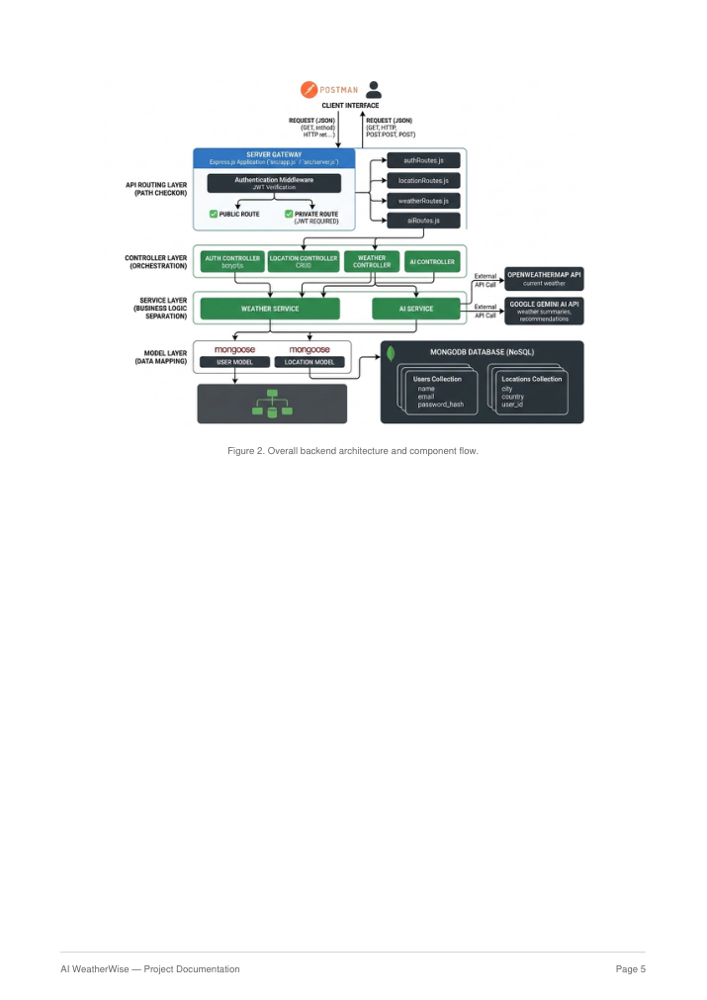 POSTMAN
CLIENT INTERFACE
REQUEST (JSON)
(GET, inthod)
HTTP ret...)
REQUEST (JSON)
(GET, HTTP,
POST:POST, POST)
SERVER GATEWAY
Express.js Application ('src/app.js' / 'src/server.js')
API ROUTING LAYER
(PATH CHECKOR)
Authentication Middleware
JWT Verification
PUBLIC ROUTE
PRIVATE ROUTE
(JWT REQUIRED)
authRoutes.js
locationRoutes.js
weatherRoutes.js
aiRoutes.js
CONTROLLER LAYER
(ORCHESTRATION)
AUTH CONTROLLER
bcryptjs
LOCATION CONTROLLER
WEATHER
CONTROLLER
AI CONTROLLER
SERVICE LAYER
(BUSINESS LOGIC
SEPARATION)
WEATHER SERVICE
AI SERVICE
External
API Call
External
API Call
OPENWEATHERMAP API
current weather
GOOGLE GEMINI AI API
weather summaries,
recommendations
MODEL LAYER
(DATA MAPPING)
mongoose
USER MODEL
mongoose
LOCATION MODEL
MONGODB DATABASE (NoSQL)
Users Collection
name
email
password_hash
Locations Collection
city
country
user_id
Figure 2. Overall backend architecture and component flow.
AI WeatherWise — Project Documentation
Page 5